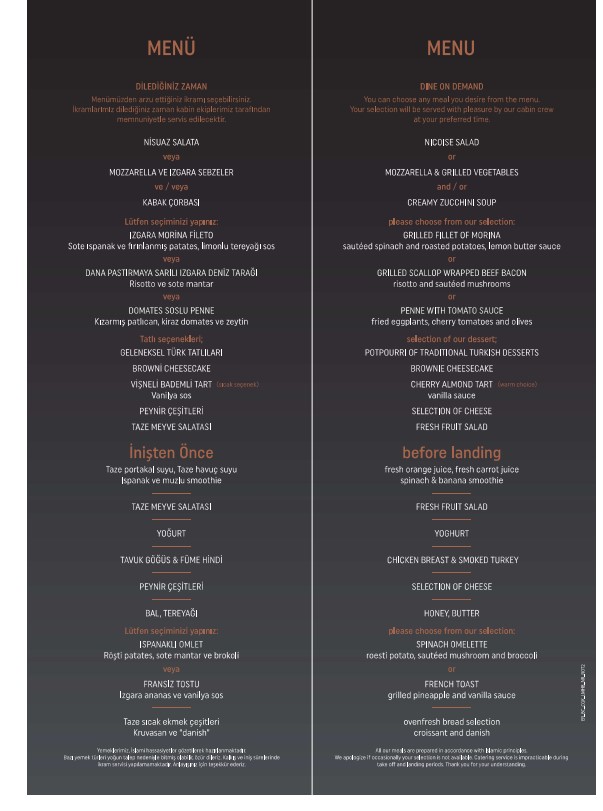 MENÜ
DİLEDİĞİNİZ ZAMAN
Menümüzden arzu ettiğiniz ikramı seçebilirsiniz.
İkramlarımız dilediğiniz zaman kabin ekiplerimiz tarafından
memnuniyetle servis edilecektir.
NİSUAZ SALATA
veya
MOZZARELLA VE IZGARA SEBZELER
ve / veya
KABAK ÇORBASI
Lütfen seçiminizi yapınız:
IZGARA MORİNA FİLETO
Sote ıspanak ve fırınlanmış patates, limonlu tereyağı sos
veya
DANA PASTIRMAYA SARILI IZGARA DENİZ TARAĞI
Risotto ve sote mantar
veya
DOMATES SOSLU PENNE
Kızarmış patlıcan, kiraz domates ve zeytin
Tatlı seçenekleri;
GELENEKSEL TÜRK TATLILARI
BROWNİ CHEESECAKE
VİŞNELİ BADEMLİ TART (sıcak seçenek)
Vanilya sos
PEYNİR ÇEŞİTLERİ
TAZE MEYVE SALATASI
İnişten Önce
Taze portakal suyu, Taze havuç suyu
Ispanak ve muzlu smoothie
TAZE MEYVE SALATASI
YOĞURT
TAVUK GÖĞÜS & FÜME HİNDİ
PEYNİR ÇEŞİTLERİ
BAL, TEREYAĞI
Lütfen seçiminizi yapınız:
ISPANAKLI OMLET
Röşti patates, sote mantar ve brokoli
veya
FRANSIZ TOSTU
Izgara ananas ve vanilya sos
Taze sıcak ekmek çeşitleri
Kruvasan ve "danish"
Yemeklerimiz, İslami hassasiyetler gözetilerek hazırlanmaktadır.
Bazı yemek türleri yoğun talep nedeniyle bitmiş olabilir, özür dileriz. Kalkış ve iniş sürelerinde
ikram servisi yapılamamaktadır. Anlayışınız için teşekkür ederiz.
MENU
DINE ON DEMAND
You can choose any meal you desire from the menu.
Your selection will be served with pleasure by our cabin crew
at your preferred time.
NICOISE SALAD
or
MOZZARELLA & GRILLED VEGETABLES
and / or
CREAMY ZUCCHINI SOUP
please choose from our selection:
GRILLED FILLET OF MORINA
sautéed spinach and roasted potatoes, lemon butter sauce
or
GRILLED SCALLOP WRAPPED BEEF BACON
risotto and sautéed mushrooms
or
PENNE WITH TOMATO SAUCE
fried eggplants, cherry tomatoes and olives
selection of our dessert;
POTPOURRI OF TRADITIONAL TURKISH DESSERTS
BROWNIE CHEESECAKE
CHERRY ALMOND TART (warm choice)
vanilla sauce
SELECTION OF CHEESE
FRESH FRUIT SALAD
before landing
fresh orange juice, fresh carrot juice
spinach & banana smoothie
FRESH FRUIT SALAD
YOGHURT
CHICKEN BREAST & SMOKED TURKEY
SELECTION OF CHEESE
HONEY, BUTTER
please choose from our selection:
SPINACH OMELETTE
roesti potato, sautéed mushroom and broccoli
or
FRENCH TOAST
grilled pineapple and vanilla sauce
ovenfresh bread selection
croissant and danish
All our meals are prepared in accordance with Islamic principles.
We apologize if occasionally your selection is not available. Catering service is impracticable during
take off and landing periods. Thank you for your understanding.